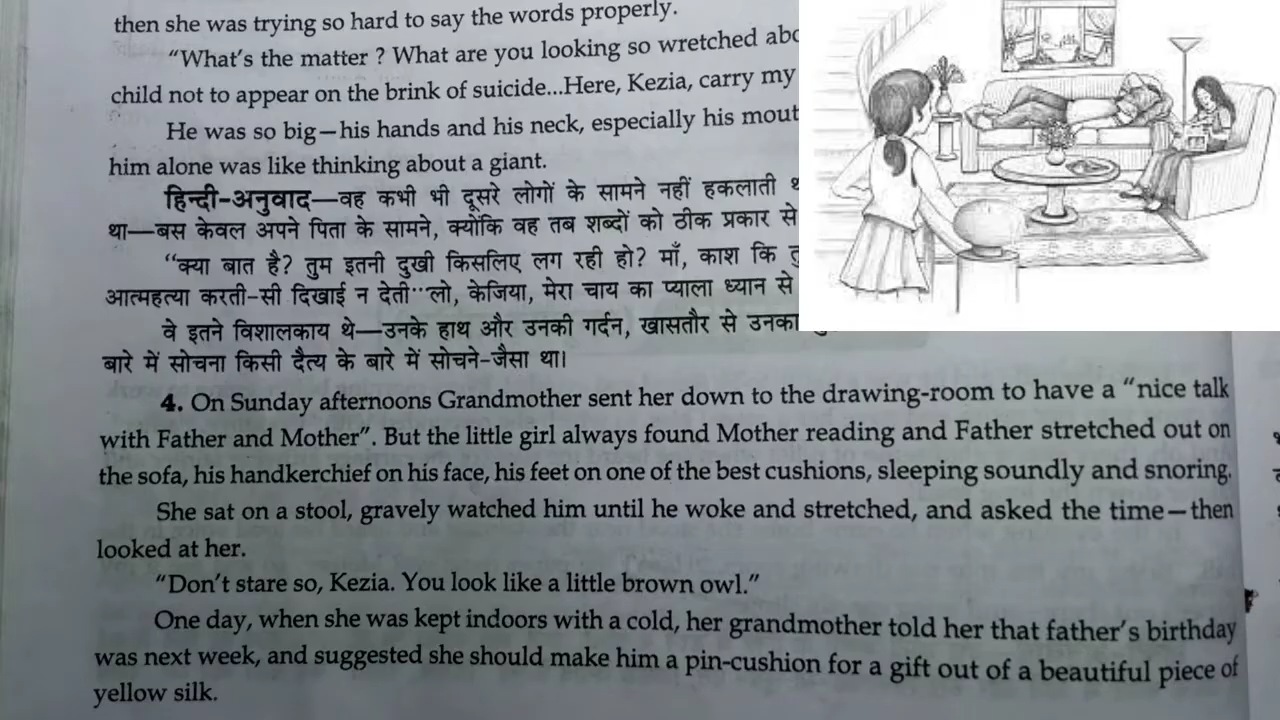 then she was trying so hard to say the words properly.
“What’s the matter ? What are you looking so wretched
child not to appear on the brink of suicide...Here, Kezia, carry my
He was so big—his hands and his neck, especially his
him alone was like thinking about a giant.
हिन्दी-अनुवाद—वह कभी भी दूसरे लोगों के सामने नहीं हकलाती
था—बस केवल अपने पिता के सामने, क्योंकि वह तब शब्दों को ठीक प्रकार से
“क्या बात है? तुम इतनी दुखी किसलिए लग रही हो? माँ, काश कि
आत्महत्या करती-सी दिखाई न देती¨लो, केजिया, मेरा चाय का प्याला ध्यान से
वे इतने विशालकाय थे—उनके हाथ और उनकी गर्दन, खासतौर से उनका
बारे में सोचना किसी दैत्य के बारे में सोचने-जैसा था।
4. On Sunday afternoons Grandmother sent her down to the drawing-room to have a “nice talk
with Father and Mother”. But the little girl always found Mother reading and Father stretched out on
the sofa, his handkerchief on his face, his feet on one of the best cushions, sleeping soundly and snoring.
She sat on a stool, gravely watched him until he woke and stretched, and asked the time—then
looked at her.
“Don’t stare so, Kezia. You look like a little brown owl.”
One day, when she was kept indoors with a cold, her grandmother told her that father’s birthday
was next week, and suggested she should make him a pin-cushion for a gift out of a beautiful piece of
yellow silk.